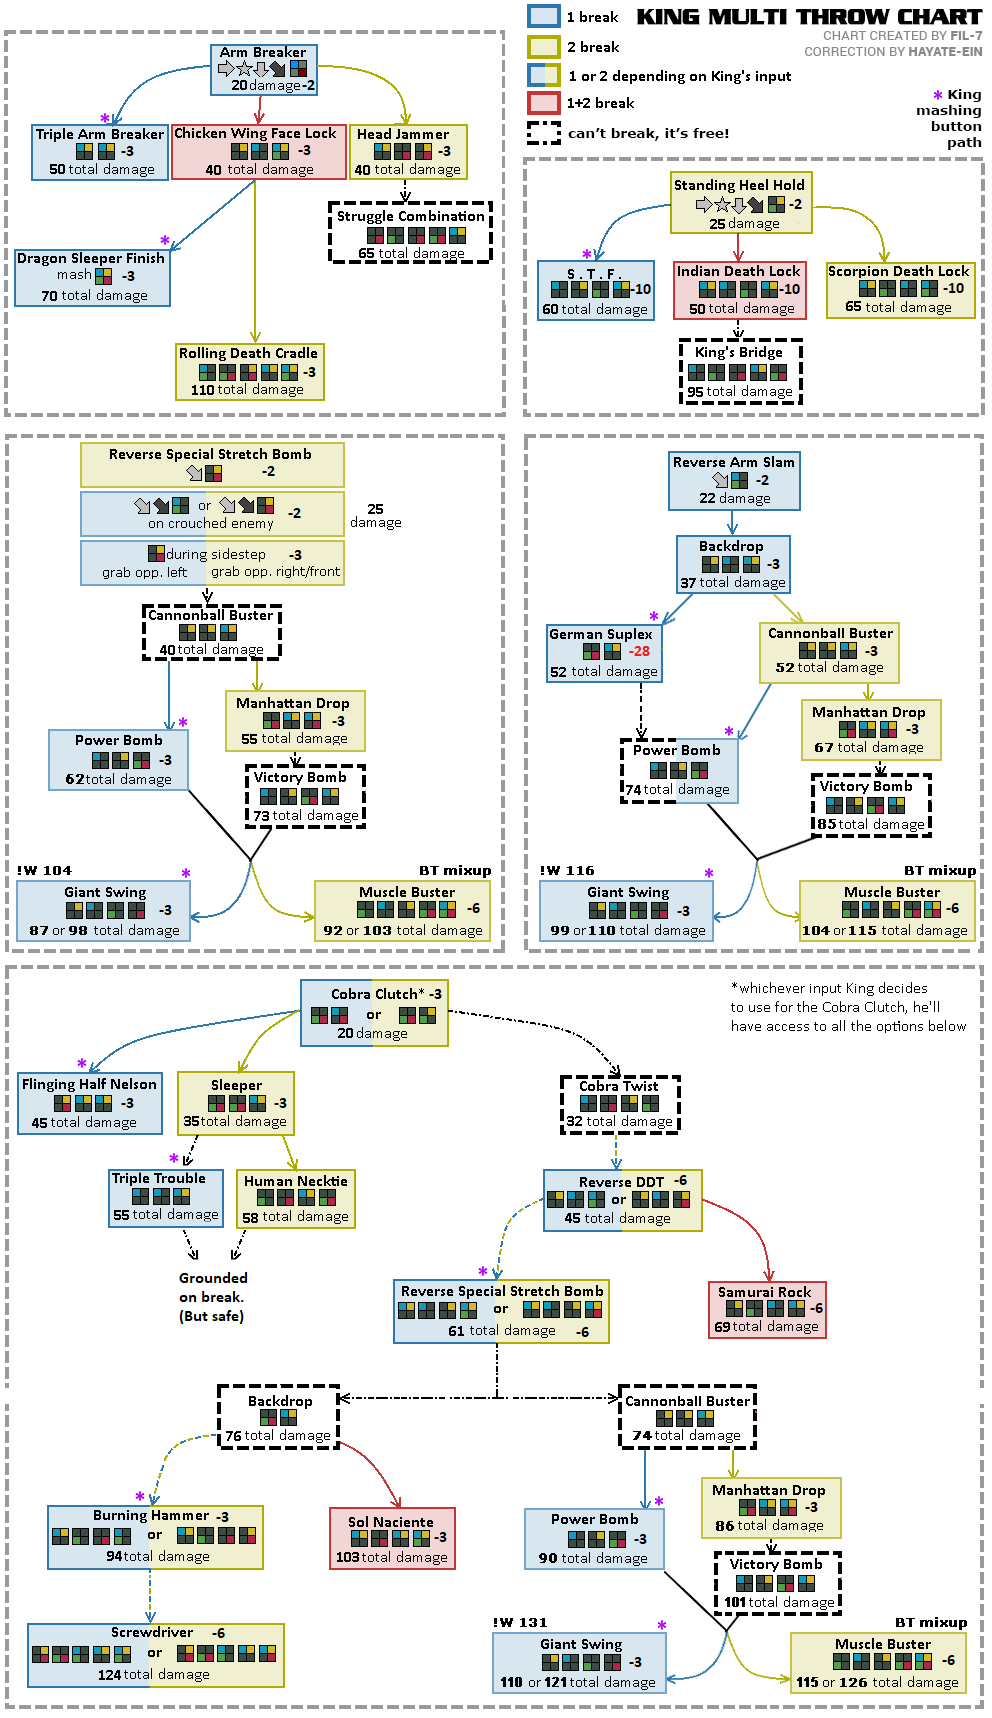 1 break
KING MULTI THROW CHART
CHART CREATED BY FIL-7
CORRECTION BY HAYATE-EIN
2 break
1 or 2 depending on King's input
1+2 break
can't break, it's free!
* King
mashing
button
path
Arm Breaker
20 damage -2
*
Triple Arm Breaker
-3
50 total damage
Chicken Wing Face Lock
-3
40 total damage
Head Jammer
-3
40 total damage
Struggle Combination
65 total damage
*
Dragon Sleeper Finish
mash -3
70 total damage
Rolling Death Cradle
-3
110 total damage
Standing Heel Hold
-2
25 damage
*
S. T. F.
-10
60 total damage
Indian Death Lock
-10
50 total damage
Scorpion Death Lock
-10
65 total damage
King's Bridge
95 total damage
Reverse Special Stretch Bomb
-2
or
on crouched enemy
-2
25
damage
during sidestep -3
grab opp. left grab opp. right/front
Cannonball Buster
40 total damage
Manhattan Drop
-3
55 total damage
*
Power Bomb
-3
62 total damage
Victory Bomb
73 total damage
!W 104
*
Giant Swing
-3
87 or 98 total damage
BT mixup
Muscle Buster
-6
92 or 103 total damage
Reverse Arm Slam
-2
22 damage
Backdrop
-3
37 total damage
*
German Suplex
-28
52 total damage
Cannonball Buster
-3
52 total damage
Manhattan Drop
-3
67 total damage
*
Power Bomb
74 total damage
Victory Bomb
85 total damage
!W 116
*
Giant Swing
-3
99 or 110 total damage
BT mixup
Muscle Buster
-6
104 or 115 total damage
Cobra Clutch* -3
or
20 damage
*whichever input King decides
to use for the Cobra Clutch, he'll
have access to all the options below
*
Flinging Half Nelson
-3
45 total damage
Sleeper
-3
35 total damage
Cobra Twist
32 total damage
*
Triple Trouble
55 total damage
Human Necktie
58 total damage
Grounded
on break.
(But safe)
Reverse DDT -6
or
45 total damage
*
Reverse Special Stretch Bomb
or
61 total damage -6
Samurai Rock
-6
69 total damage
Backdrop
76 total damage
Cannonball Buster
74 total damage
*
Burning Hammer -3
or
94 total damage
Sol Naciente
-3
103 total damage
Manhattan Drop
-3
86 total damage
*
Power Bomb
-3
90 total damage
Victory Bomb
101 total damage
Screwdriver -6
or
124 total damage
!W 131
*
Giant Swing
-3
110 or 121 total damage
BT mixup
Muscle Buster
-6
115 or 126 total damage